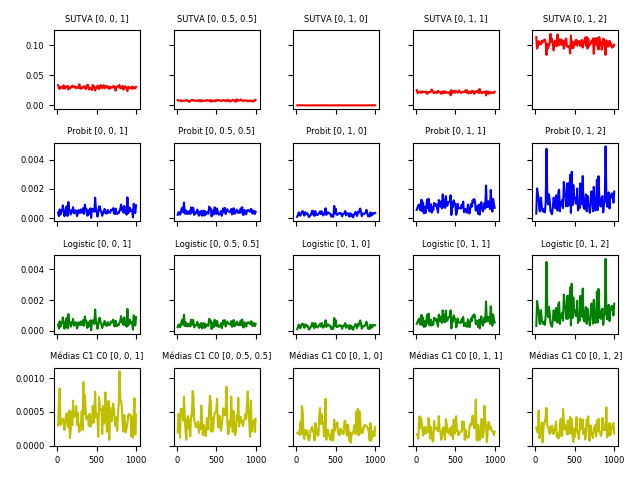 SUTVA [0, 0, 1] SUTVA [0, 0.5, 0.5] SUTVA [0, 1, 0] SUTVA [0, 1, 1] SUTVA [0, 1, 2]
0.10
0.05
0.00
Probit [0, 0, 1] Probit [0, 0.5, 0.5] Probit [0, 1, 0] Probit [0, 1, 1] Probit [0, 1, 2]
0.004
0.002
0.000
Logistic [0, 0, 1] Logistic [0, 0.5, 0.5] Logistic [0, 1, 0] Logistic [0, 1, 1] Logistic [0, 1, 2]
0.004
0.002
0.000
Médias C1 C0 [0, 0, 1] Médias C1 C0 [0, 0.5, 0.5] Médias C1 C0 [0, 1, 0] Médias C1 C0 [0, 1, 1] Médias C1 C0 [0, 1, 2]
0.0010
0.0005
0.0000
0 500 1000 0 500 1000 0 500 1000 0 500 1000 0 500 1000